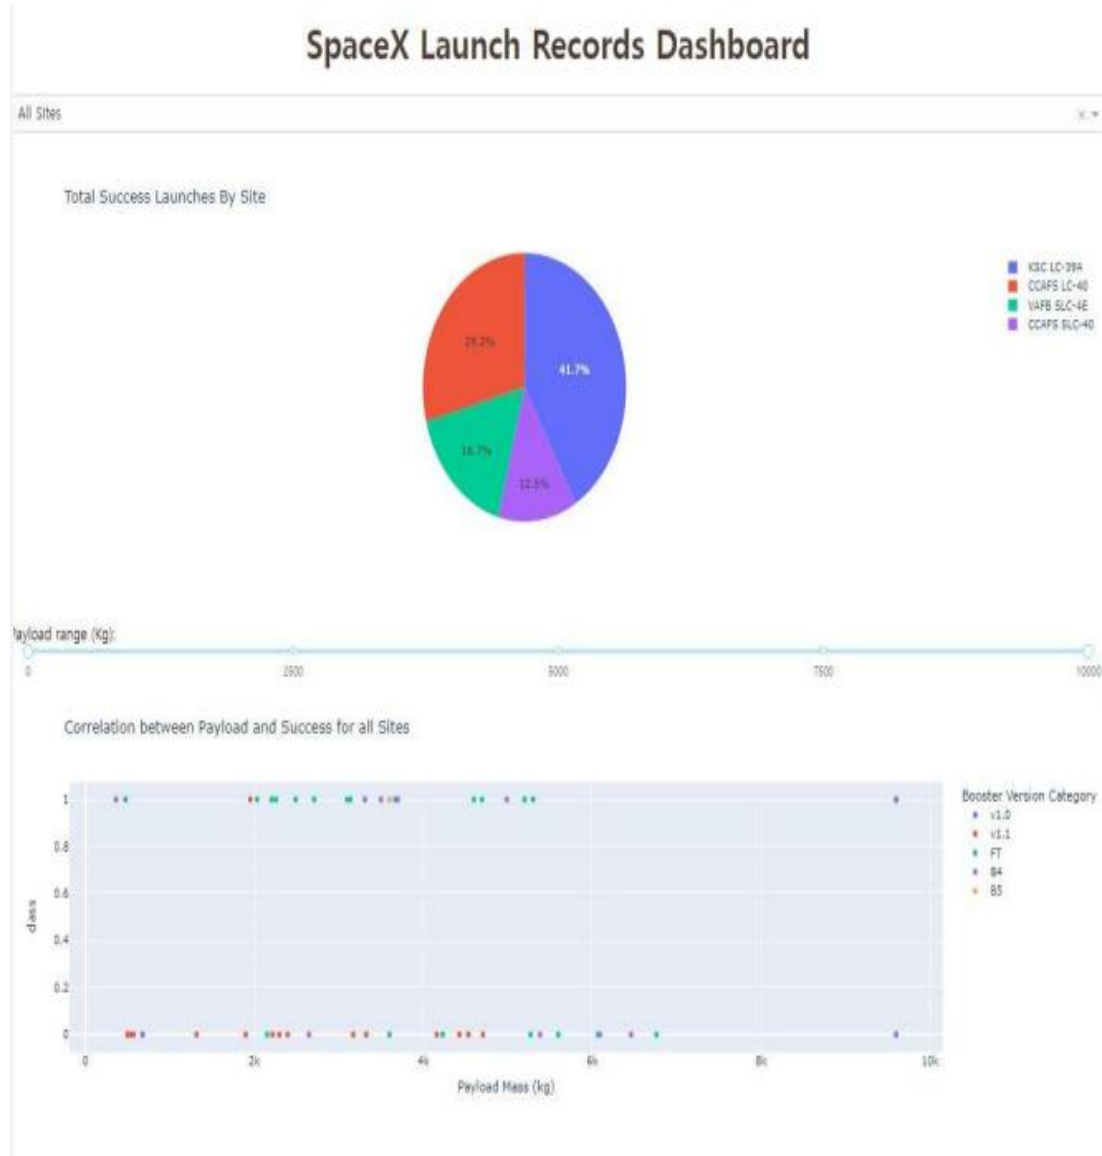 SpaceX Launch Records Dashboard
All Sites
Total Success Launches By Site
KSC LC-39A
CCAFS LC-40
VAFB SLC-4E
CCAFS SLC-40
29.2%
41.7%
16.7%
12.5%
Payload range (Kg):
0 2500 5000 7500 10000
Correlation between Payload and Success for all Sites
Booster Version Category
v1.0
v1.1
FT
B4
B5
1
0.8
0.6
0.4
0.2
0
class
0 2k 4k 6k 8k 10k
Payload Mass (kg)